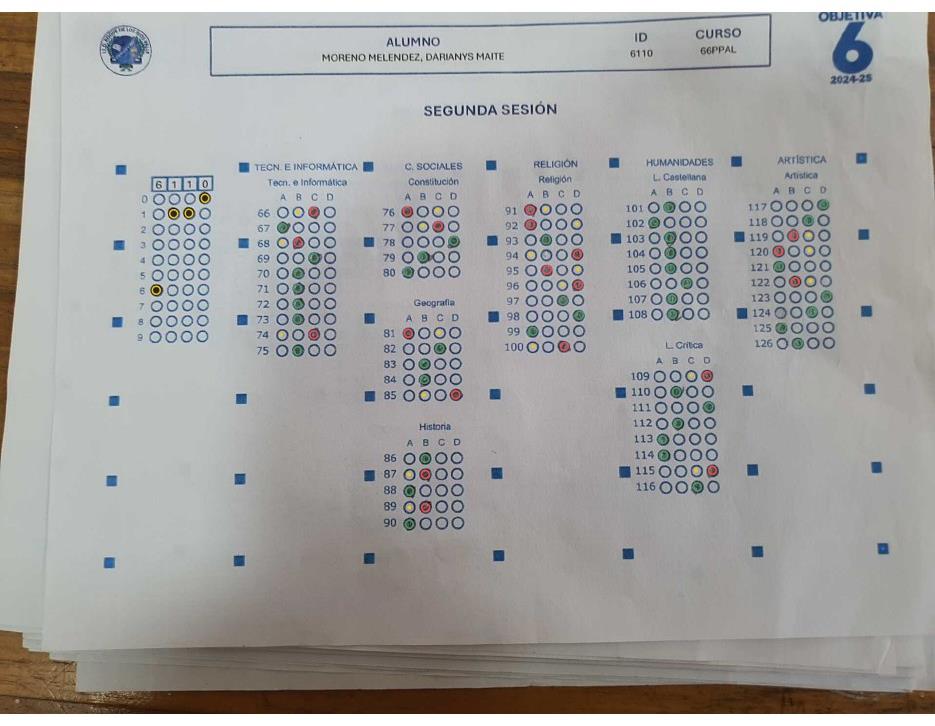 OBJETIVA
6
2024-25
ALUMNO
MORENO MELENDEZ, DARIANYS MAITE
ID
6110
CURSO
66PPAL
SEGUNDA SESIÓN
6 1 1 0
0
1
2
3
4
5
6
7
8
9
TECN. E INFORMÁTICA
Tecn. e Informática
A B C D
66
67
68
69
70
71
72
73
74
75
C. SOCIALES
Constitución
A B C D
76
77
78
79
80
Geografia
A B C D
81
82
83
84
85
Historia
A B C D
86
87
88
89
90
RELIGIÓN
Religión
A B C D
91
92
93
94
95
96
97
98
99
100
HUMANIDADES
L. Castellana
A B C D
101
102
103
104
105
106
107
108
L. Crítica
A B C D
109
110
111
112
113
114
115
116
ARTÍSTICA
Artística
A B C D
117
118
119
120
121
122
123
124
125
126